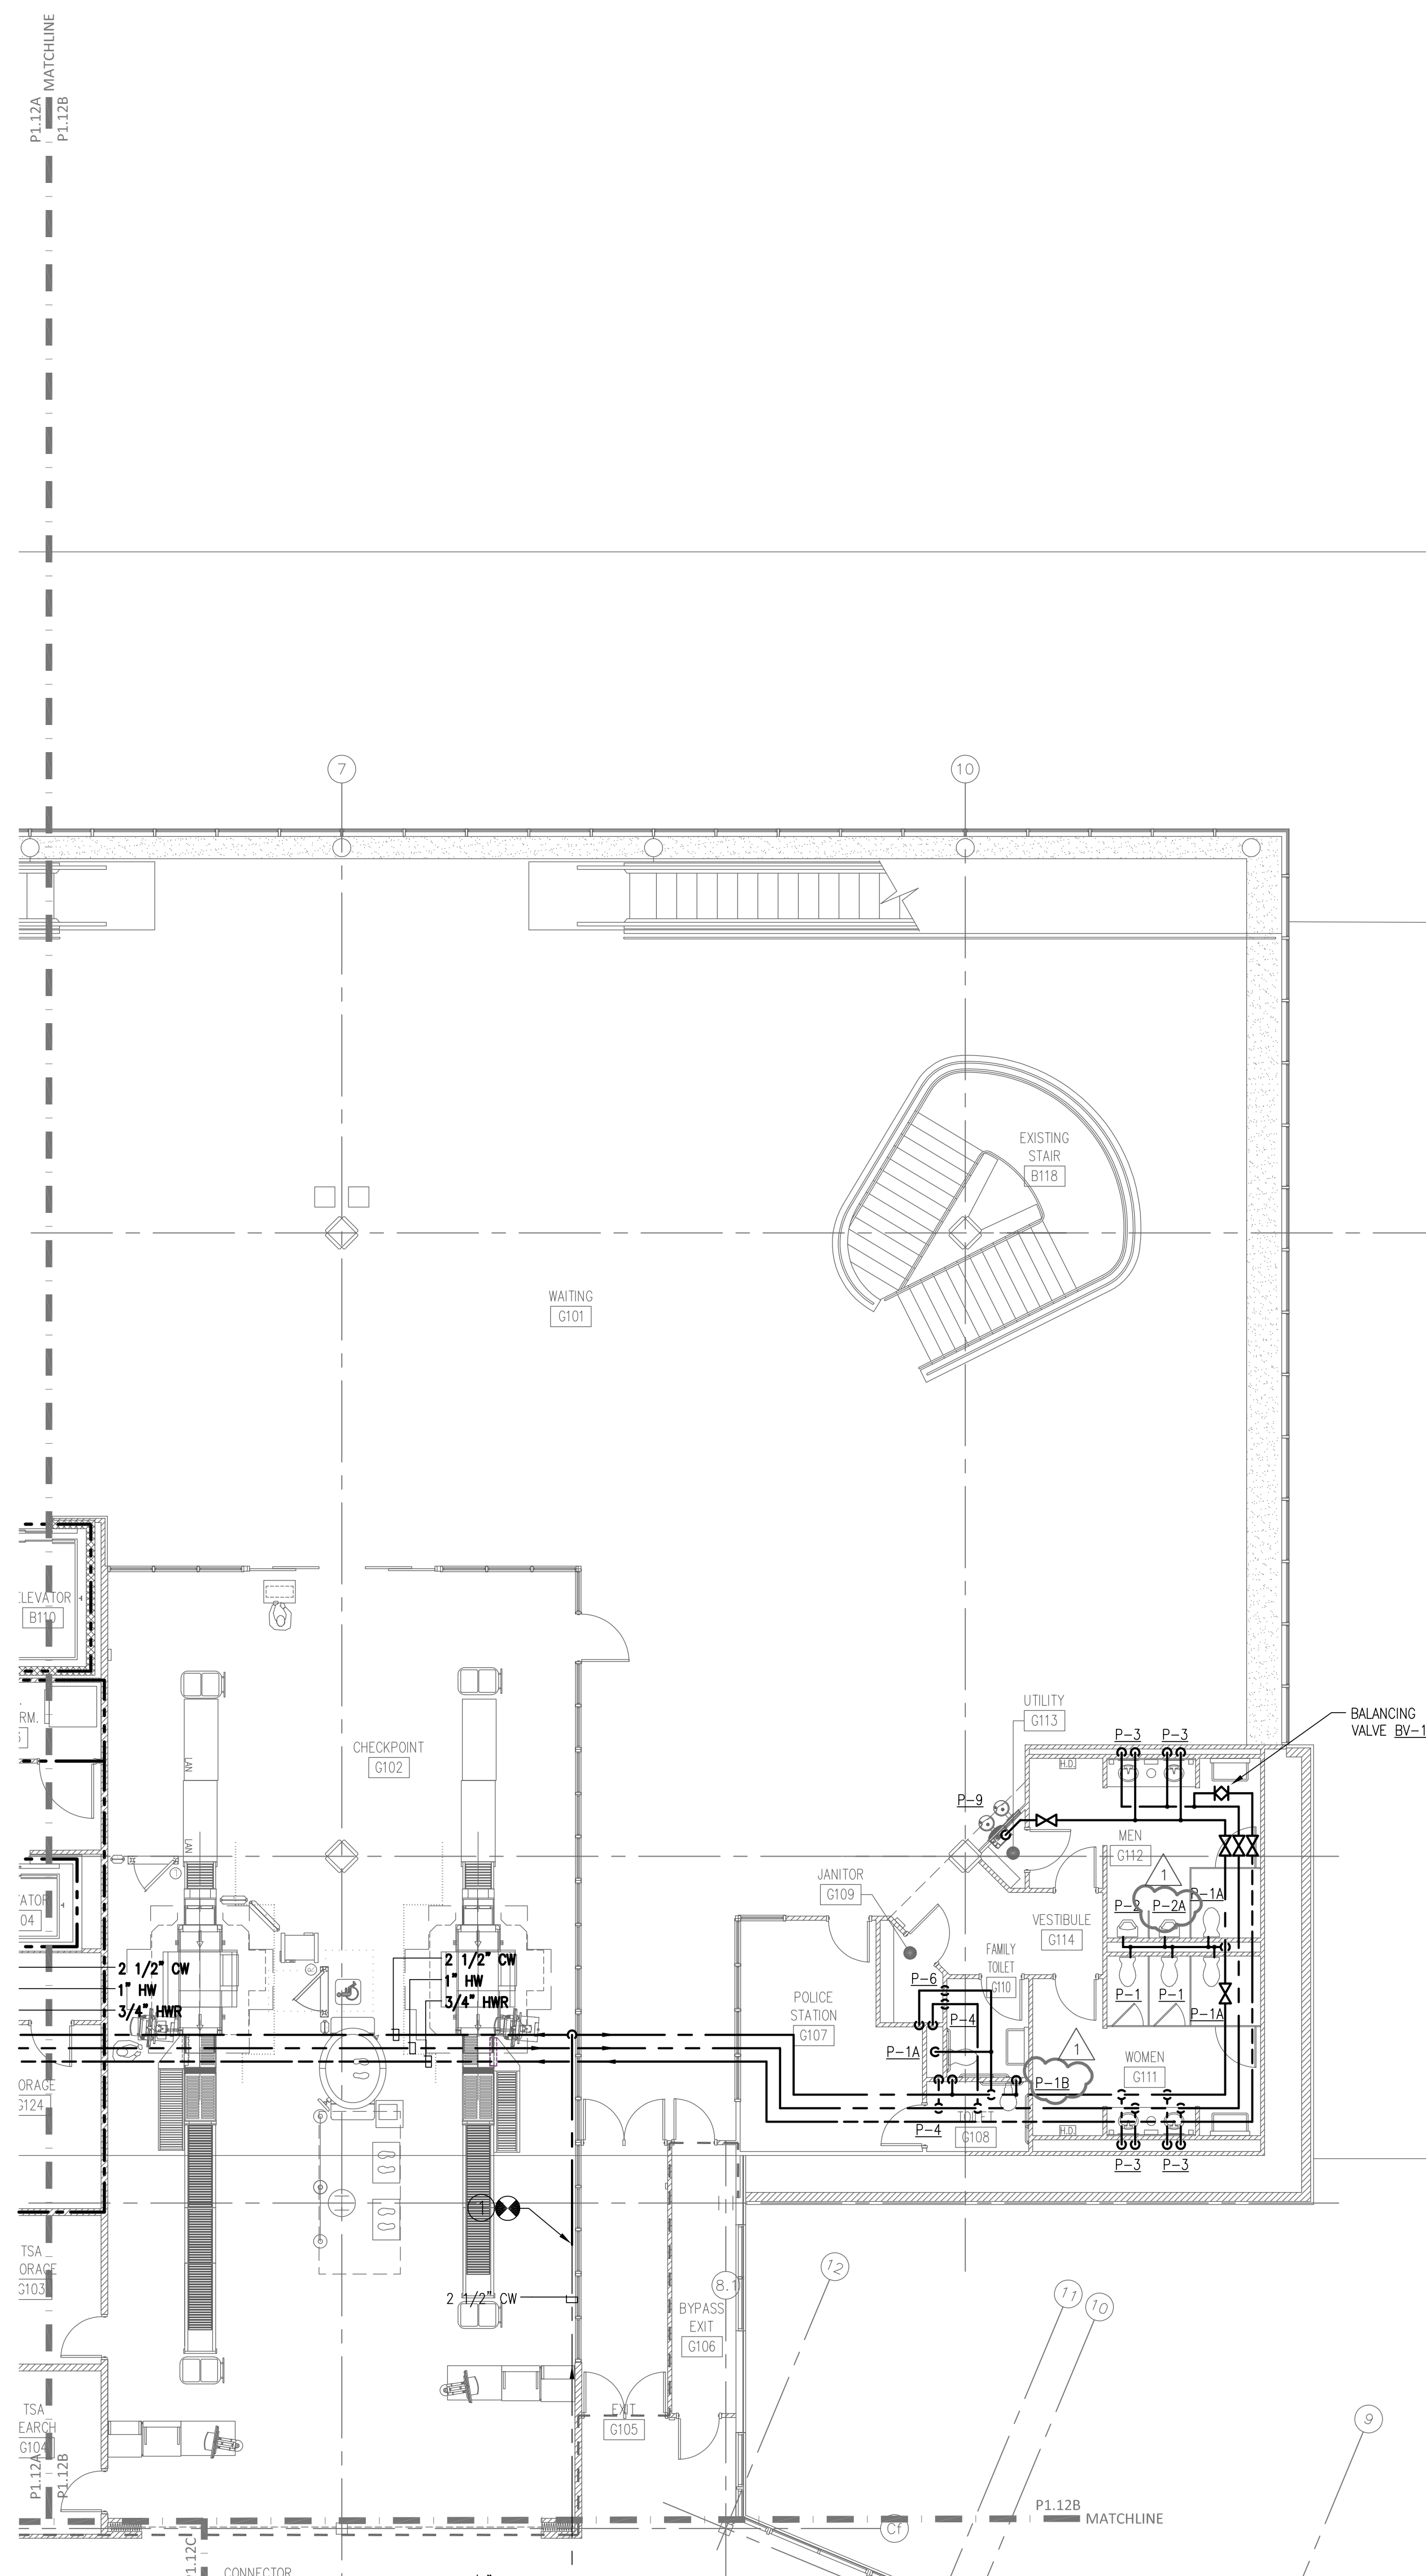 MATCHLINE
P1.12A
P1.12B
7
10
EXISTING
STAIR
B118
WAITING
G101
B110
UTILITY
G113
BALANCING
VALVE BV-1
P-3
P-3
CHECKPOINT
G102
LAN
LAN
H.D.
P-9
MEN
G112
JANITOR
G109
1
P-2
P-2A
P-1A
VESTIBULE
G114
FAMILY
TOILET
G110
2 1/2" CW
1" HW
3/4" HWR
2 1/2" CW
1" HW
3/4" HWR
P-6
P-4
P-1
P-1
P-1A
POLICE
STATION
G107
P-1A
1
WOMEN
G111
P-1B
G124
P-4
TOILET
G108
H.D.
P-3
P-3
1
TSA
G103
2 1/2" CW
8.1
12
11
10
BYPASS
EXIT
G106
TSA
G104
EXIT
G105
9
P1.12A
P1.12B
P1.12B
MATCHLINE
Cf
P1.12C
CONNECTOR